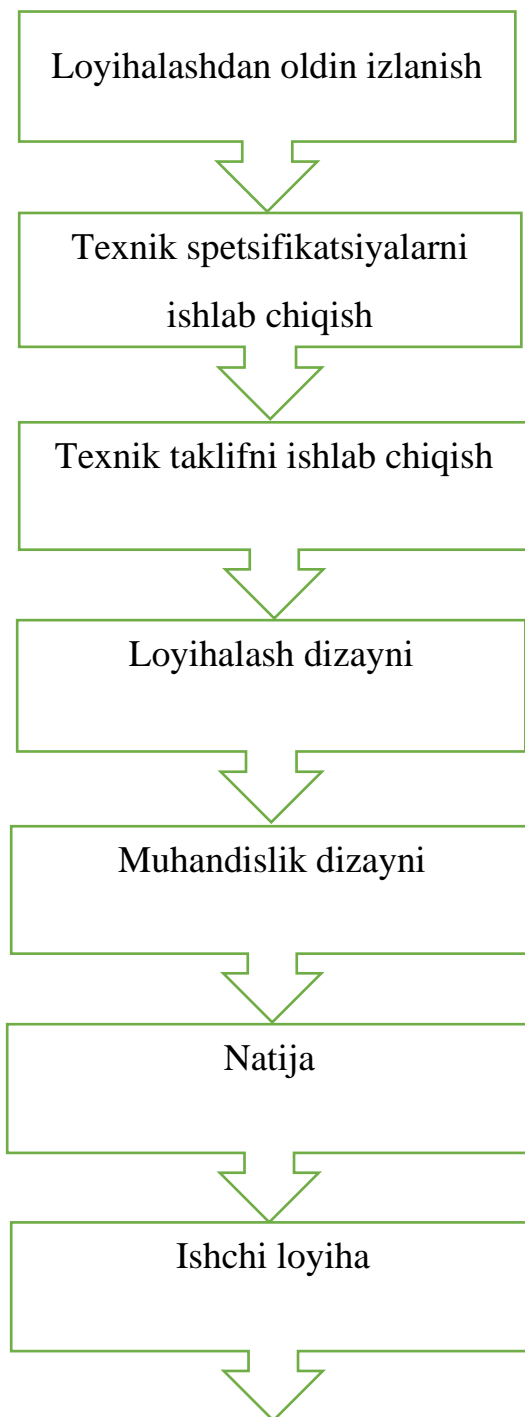 Loyihalashdan oldin izlanish
Texnik spetsifikatsiyalarni
ishlab chiqish
Texnik taklifni ishlab chiqish
Loyihalash dizayni
Muhandislik dizayni
Natija
Ishchi loyiha